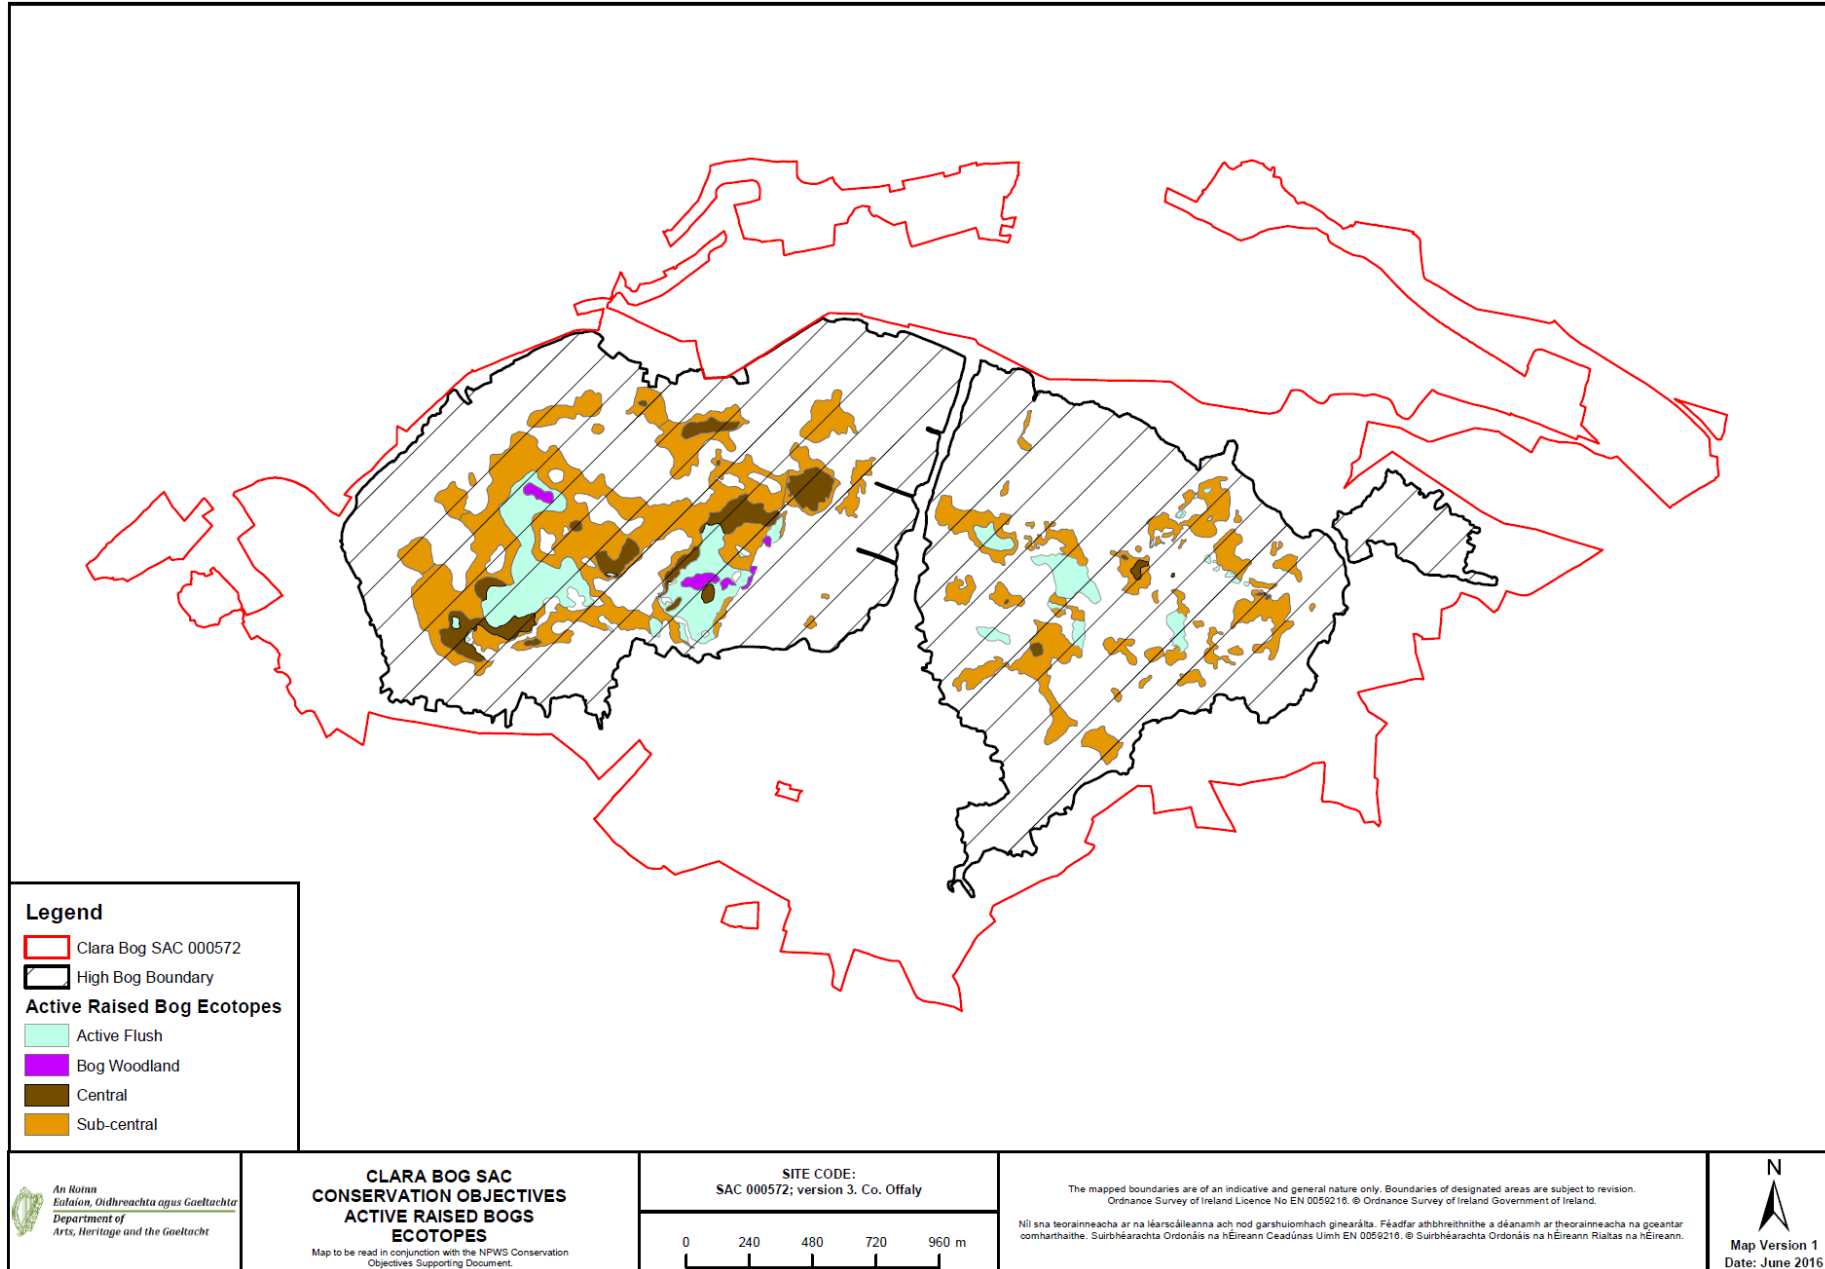 Legend
Clara Bog SAC 000572
High Bog Boundary
Active Raised Bog Ecotopes
Active Flush
Bog Woodland
Central
Sub-central
An Roinn
Ealaíon, Oidhreachta agus Gaeltachta
Department of
Arts, Heritage and the Gaeltacht
CLARA BOG SAC
CONSERVATION OBJECTIVES
ACTIVE RAISED BOGS
ECOTOPES
Map to be read in conjunction with the NPWS Conservation
Objectives Supporting Document.
SITE CODE:
SAC 000572; version 3. Co. Offaly
0 240 480 720 960 m
The mapped boundaries are of an indicative and general nature only. Boundaries of designated areas are subject to revision.
Ordnance Survey of Ireland Licence No EN 0059216. © Ordnance Survey of Ireland Government of Ireland.
Níl sna teorainneacha ar na léarscáileanna ach nod garshuiomhach ginearálta. Féadfar athbhreithnithe a déanamh ar theorainneacha na gceantar
comharthaithe. Suirbhéarachta Ordonáis na hÉireann Ceadúnas Uimh EN 0059216. © Suirbhéarachta Ordonáis na hÉireann Rialtas na hÉireann.
N
Map Version 1
Date: June 2016